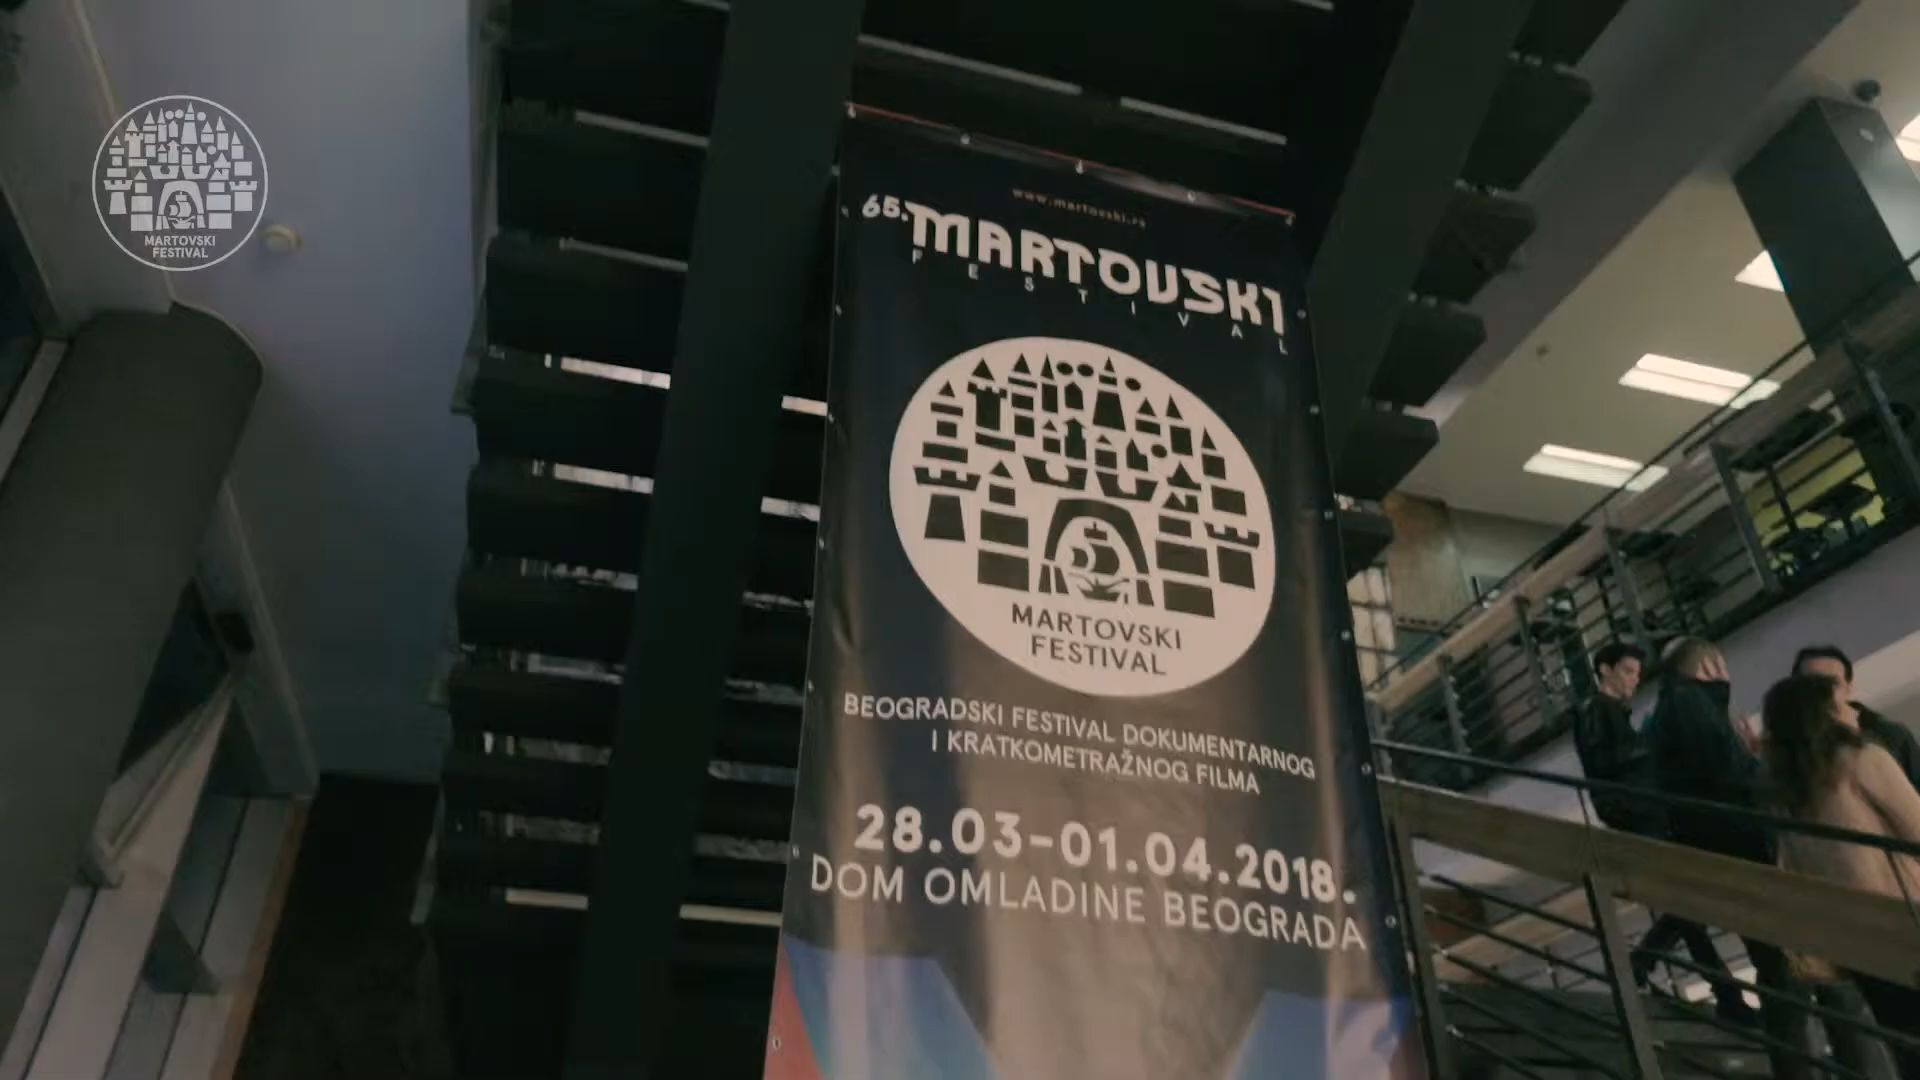 MARTOVSKI
FESTIVAL
www.martovski.rs
65. MARTOVSKI
FESTIVAL
MARTOVSKI
FESTIVAL
BEOGRADSKI FESTIVAL DOKUMENTARNOG
I KRATKOMETRAŽNOG FILMA
28.03-01.04.2018.
DOM OMLADINE BEOGRADA